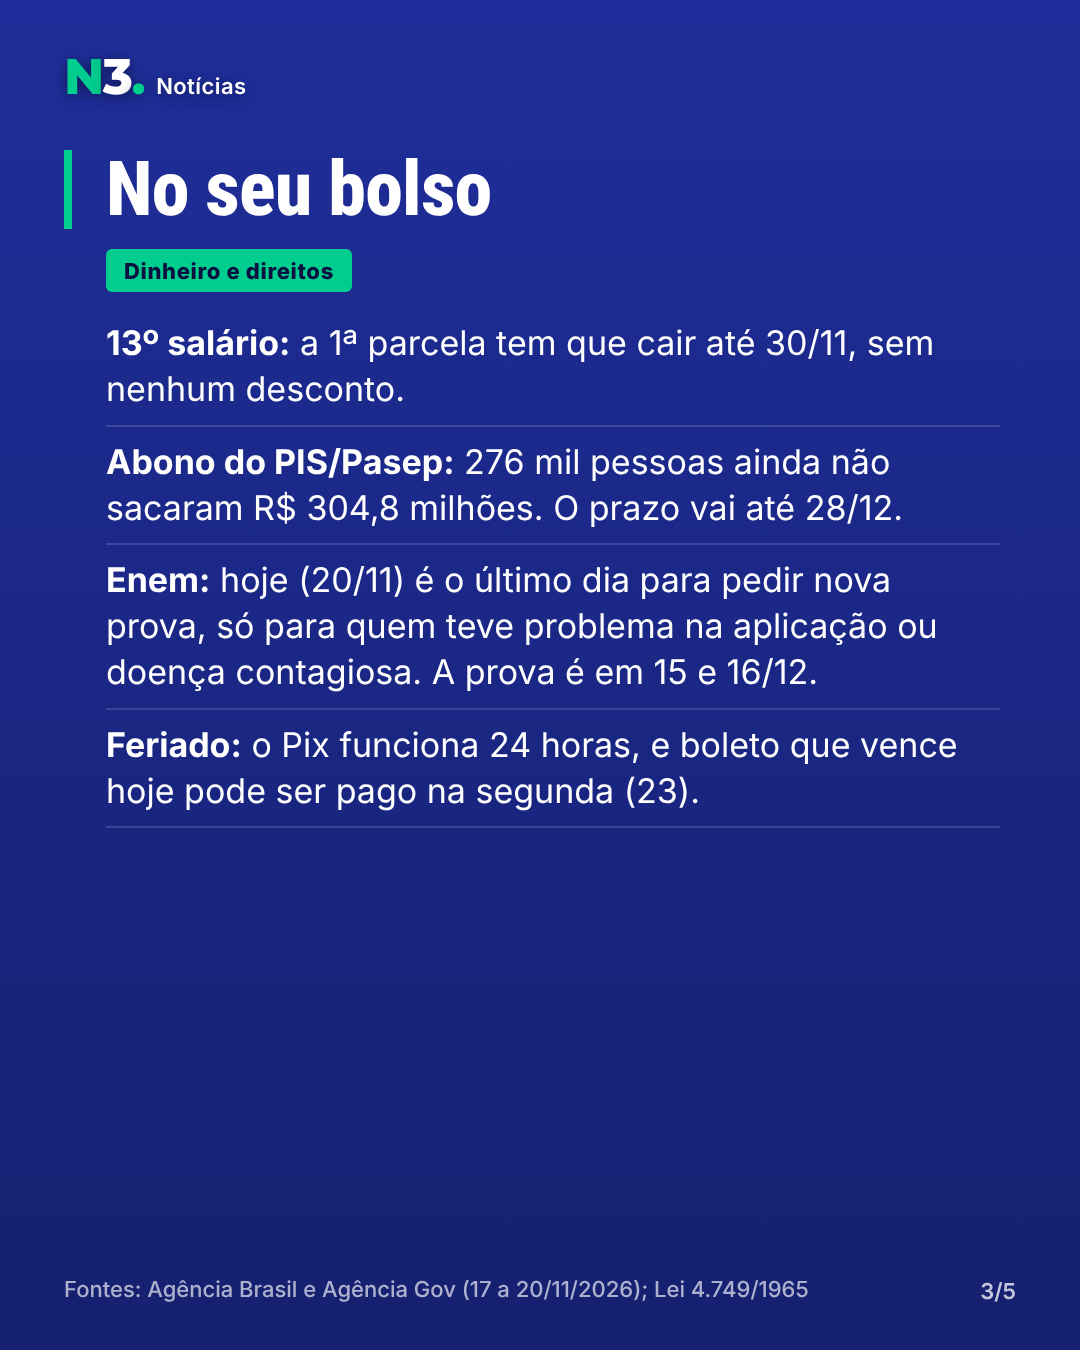 N3. Notícias
No seu bolso
Dinheiro e direitos
13º salário: a 1ª parcela tem que cair até 30/11, sem
nenhum desconto.
Abono do PIS/Pasep: 276 mil pessoas ainda não
sacaram R$ 304,8 milhões. O prazo vai até 28/12.
Enem: hoje (20/11) é o último dia para pedir nova
prova, só para quem teve problema na aplicação ou
doença contagiosa. A prova é em 15 e 16/12.
Feriado: o Pix funciona 24 horas, e boleto que vence
hoje pode ser pago na segunda (23).
Fontes: Agência Brasil e Agência Gov (17 a 20/11/2026); Lei 4.749/1965
3/5